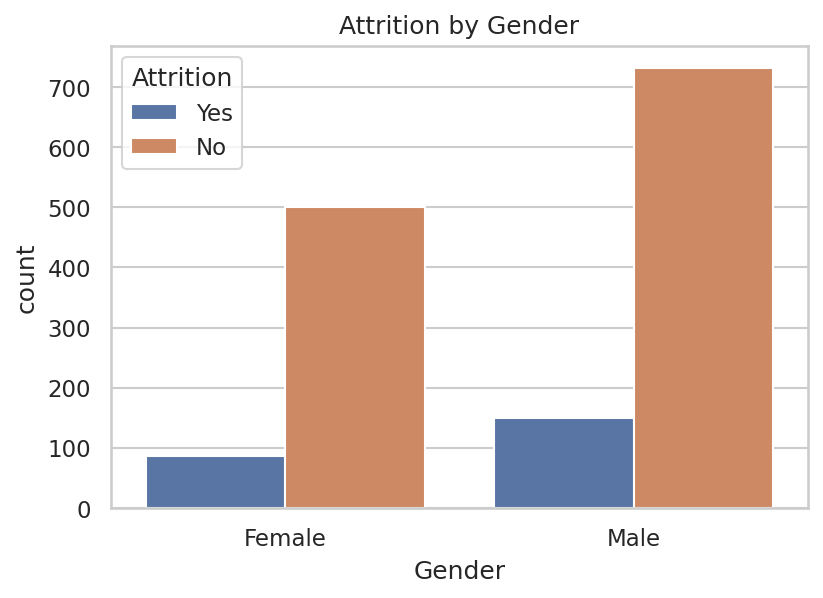 Attrition by Gender
Attrition
Yes
No
700
600
500
400
300
200
100
0
count
Female Male
Gender